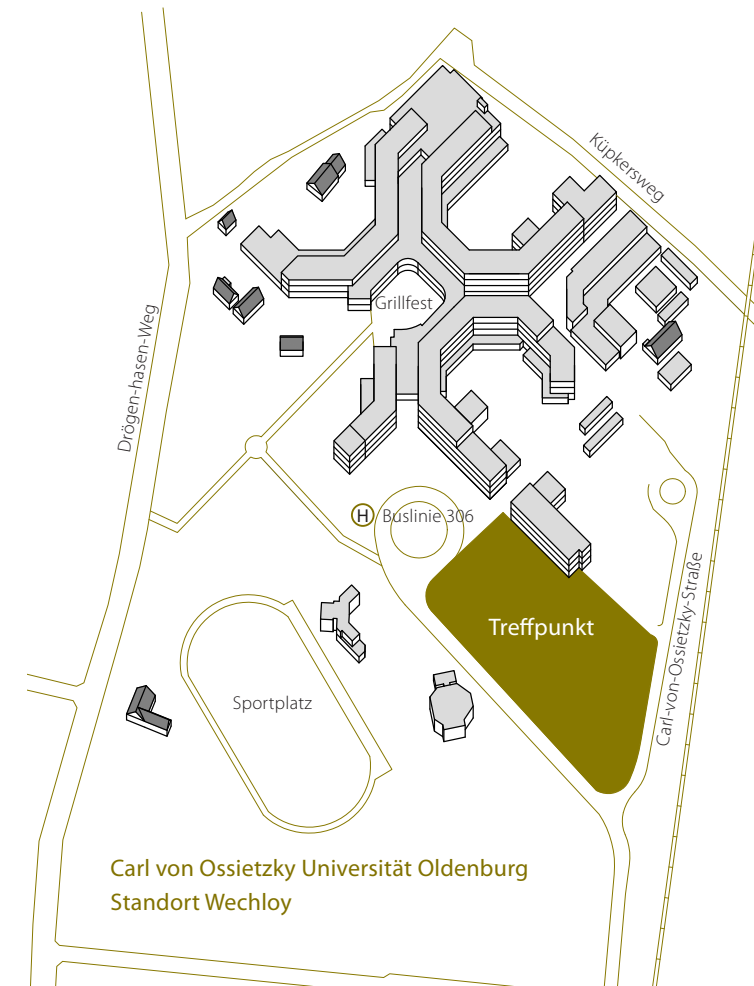 Küpkersweg
Grillfest
Drögen-hasen-Weg
H
Buslinie 306
Treffpunkt
Carl-von-Ossietzky-Straße
Sportplatz
Carl von Ossietzky Universität Oldenburg
Standort Wechloy